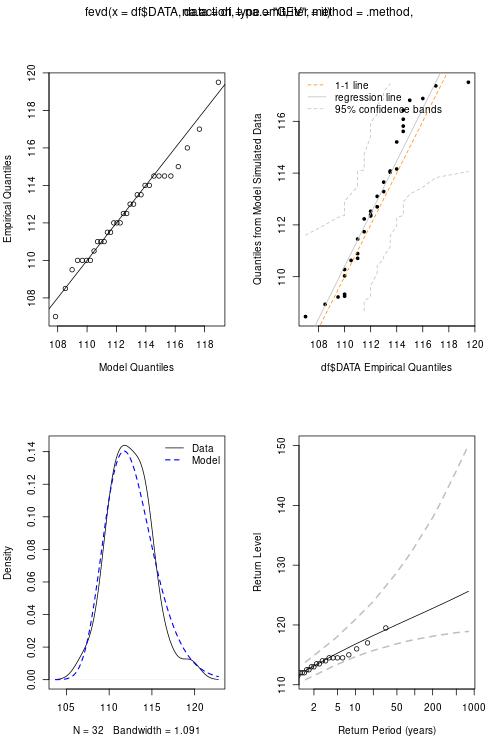 fevd(x = df$DATA, data = df, type = "GEV", method = .method,
120
118
116
114
112
110
108
Empirical Quantiles
108 110 112 114 116 118
Model Quantiles
1-1 line
regression line
95% confidence bands
116
114
112
110
Quantiles from Model Simulated Data
108 110 112 114 116 118 120
df$DATA Empirical Quantiles
Data
Model
0.14
0.12
0.10
0.08
0.06
0.04
0.02
0.00
Density
105 110 115 120
N = 32 Bandwidth = 1.091
150
140
130
120
110
Return Level
2 5 10 50 200 1000
Return Period (years)